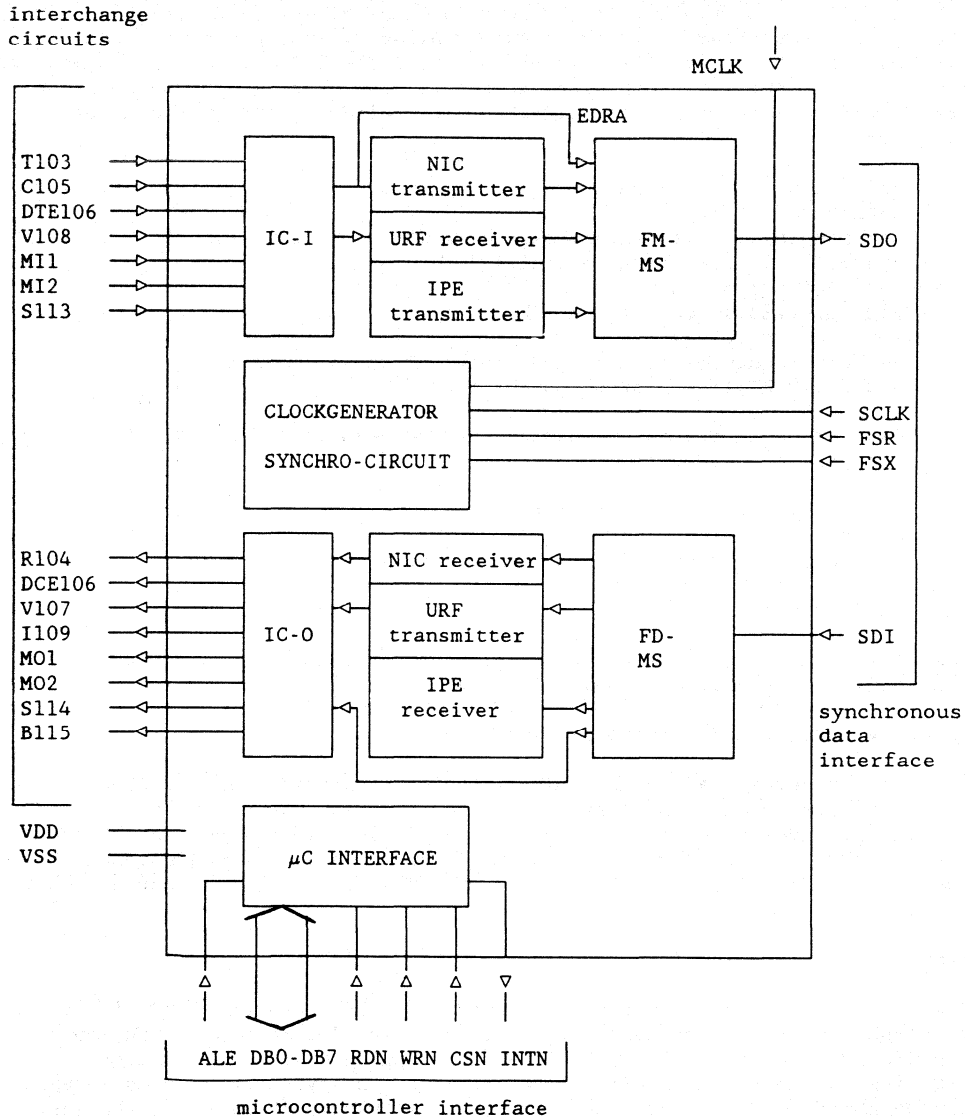 interchange
circuits
MCLK
EDRA
T103
C105
DTE106
V108
MI1
MI2
S113
IC-I
NIC
transmitter
URF receiver
IPE
transmitter
FM-
MS
SDO
CLOCKGENERATOR
SYNCHRO-CIRCUIT
SCLK
FSR
FSX
R104
DCE106
V107
I109
MO1
MO2
S114
B115
IC-O
NIC receiver
URF
transmitter
IPE
receiver
FD-
MS
SDI
synchronous
data
interface
VDD
VSS
μC INTERFACE
ALE DB0-DB7 RDN WRN CSN INTN
microcontroller interface